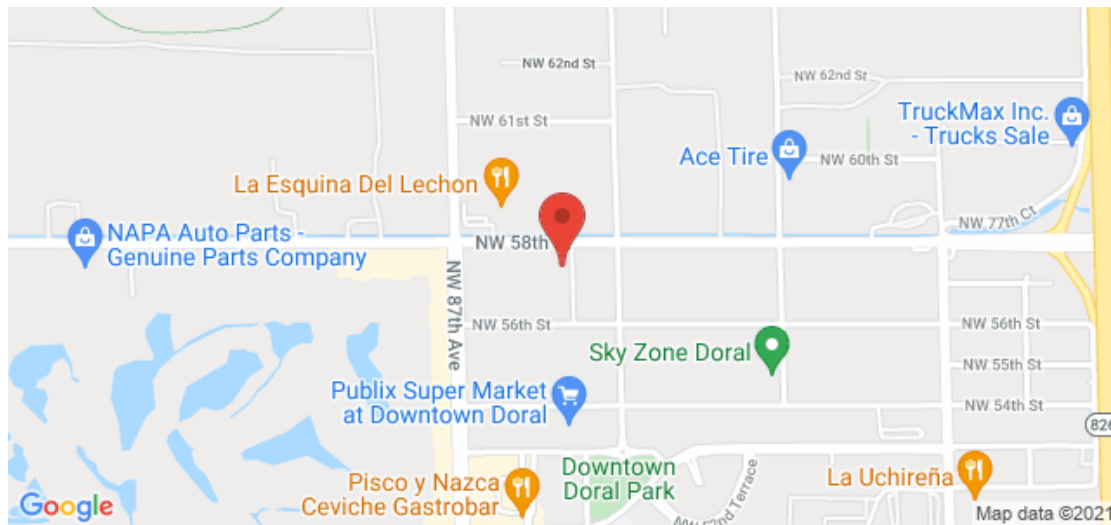 NW 62nd St
NW 62nd St
TruckMax Inc.
- Trucks Sale
NW 61st St
Ace Tire
NW 60th St
La Esquina Del Lechon
NW 77th Ct
NAPA Auto Parts -
Genuine Parts Company
NW 58th
NW 87th Ave
NW 56th St
NW 56th St
Sky Zone Doral
NW 55th St
Publix Super Market
at Downtown Doral
NW 54th St
826
Downtown
Doral Park
La Uchireña
Pisco y Nazca
Ceviche Gastrobar
NW 52nd Terrace
Google
Map data ©2021